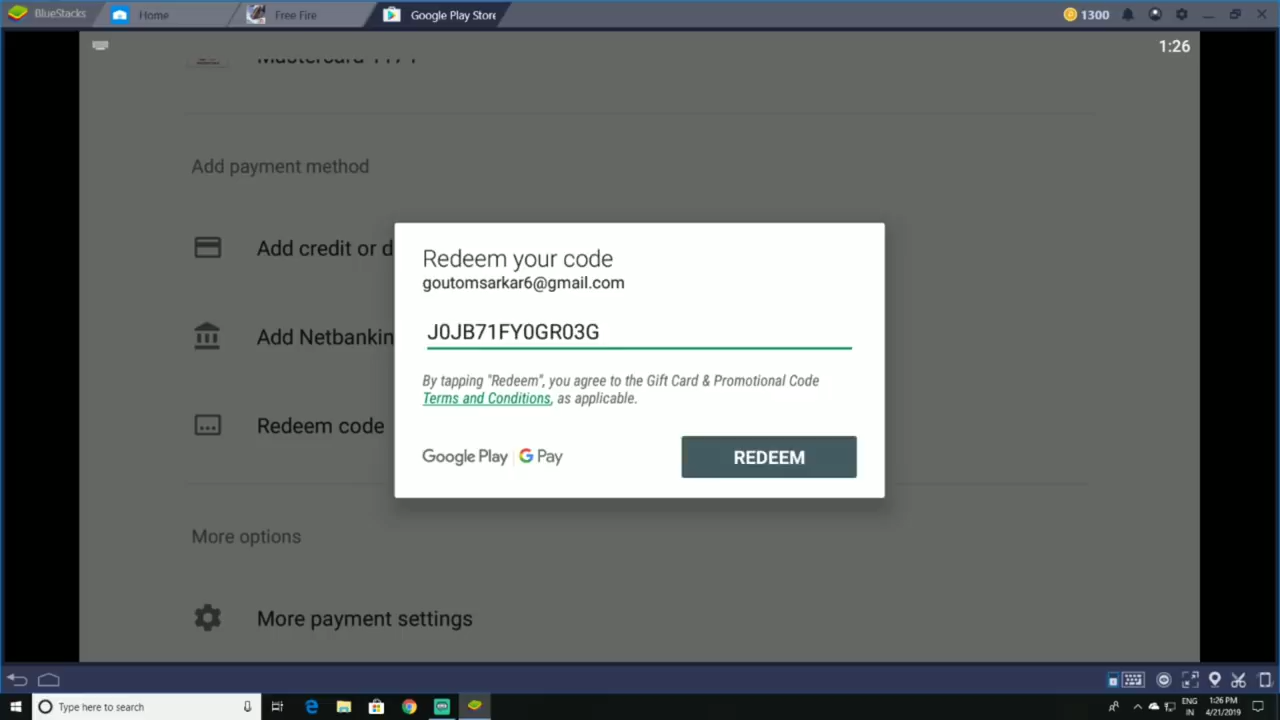 BlueStacks
Home
Free Fire
Google Play Store
1300
1:26
Add payment method
Add credit or d
Add Netbankin
Redeem code
More options
More payment settings
Redeem your code
goutomsarkar6@gmail.com
J0JB71FY0GR03G
By tapping "Redeem", you agree to the Gift Card & Promotional Code
Terms and Conditions, as applicable.
Google Play | G Pay
REDEEM
Type here to search
ENG
IN
1:26 PM
4/21/2019